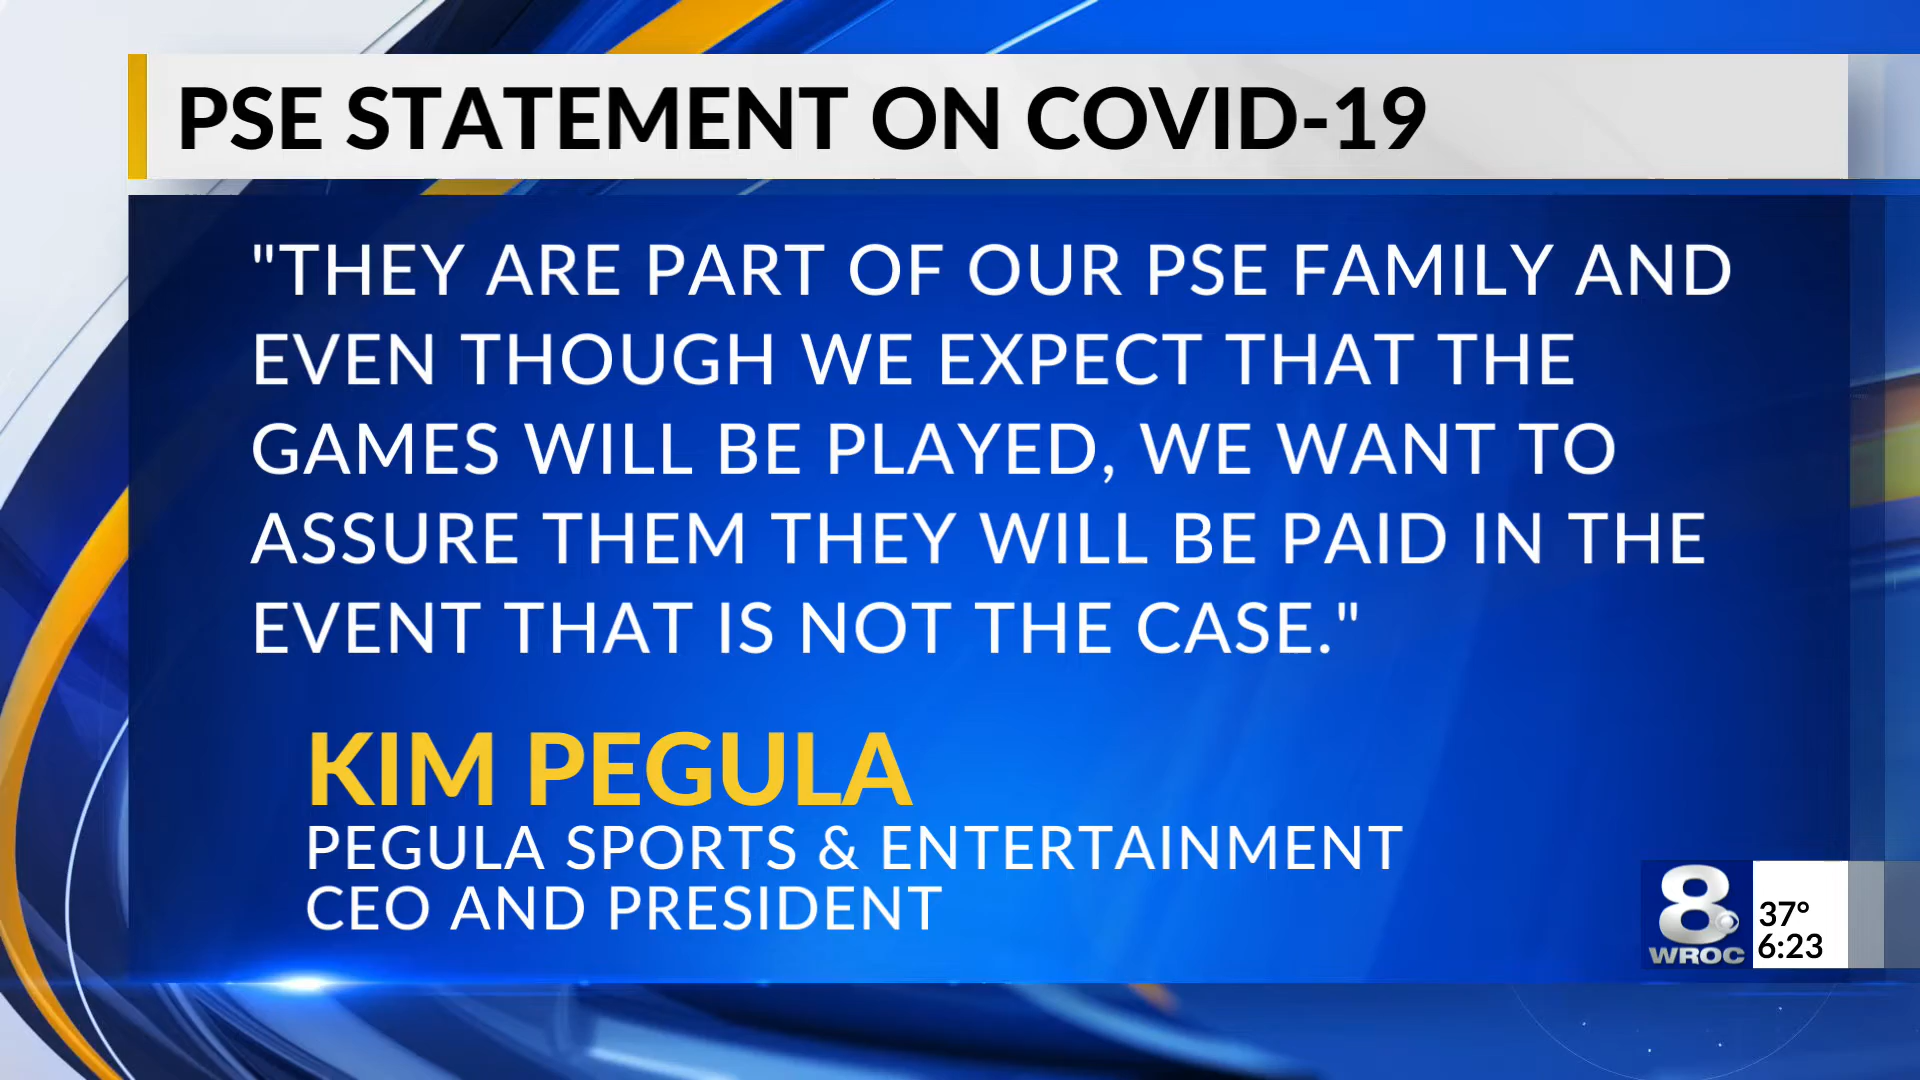 PSE STATEMENT ON COVID-19
"THEY ARE PART OF OUR PSE FAMILY AND
EVEN THOUGH WE EXPECT THAT THE
GAMES WILL BE PLAYED, WE WANT TO
ASSURE THEM THEY WILL BE PAID IN THE
EVENT THAT IS NOT THE CASE."
KIM PEGULA
PEGULA SPORTS & ENTERTAINMENT
CEO AND PRESIDENT
8
WROC
37°
6:23